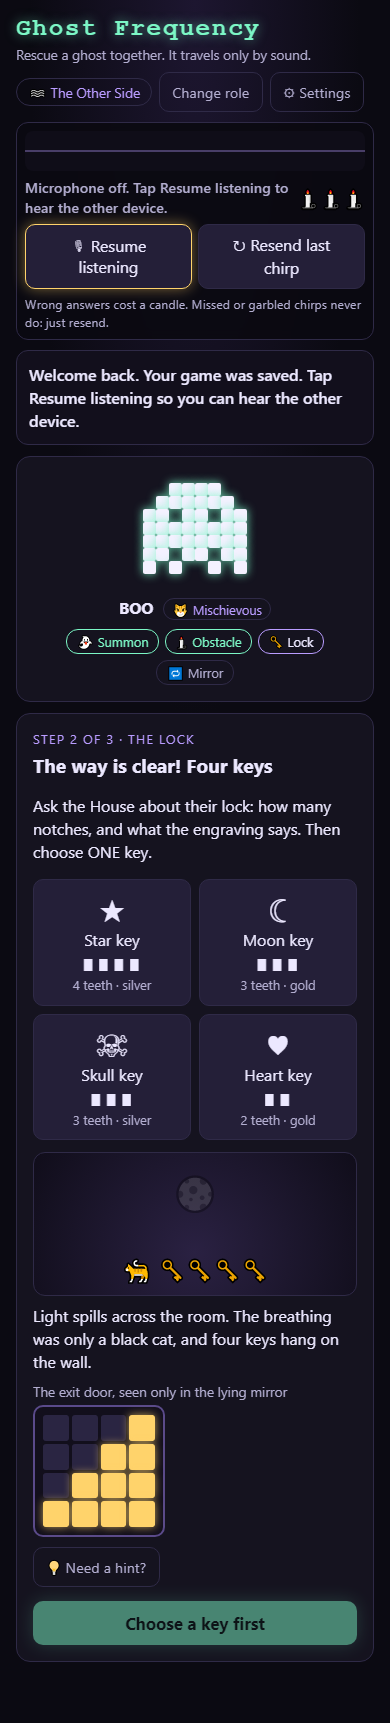 Ghost Frequency
Rescue a ghost together. It travels only by sound.
The Other Side
Change role
⚙ Settings
Microphone off. Tap Resume listening to
hear the other device.
🎙 Resume
listening
↻ Resend last
chirp
Wrong answers cost a candle. Missed or garbled chirps never
do: just resend.
Welcome back. Your game was saved. Tap
Resume listening so you can hear the other
device.
BOO
Mischievous
Summon
Obstacle
Lock
Mirror
STEP 2 OF 3 · THE LOCK
The way is clear! Four keys
Ask the House about their lock: how many
notches, and what the engraving says. Then
choose ONE key.
Star key
4 teeth · silver
Moon key
3 teeth · gold
Skull key
3 teeth · silver
Heart key
2 teeth · gold
Light spills across the room. The breathing
was only a black cat, and four keys hang on
the wall.
The exit door, seen only in the lying mirror
Need a hint?
Choose a key first